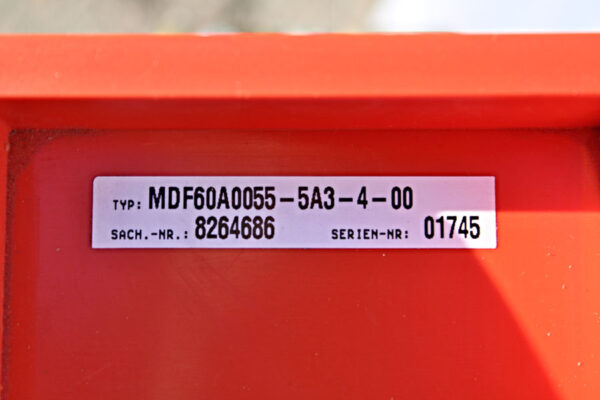 TYP: MDF60A0055-5A3-4-00
SACH.-NR.: 8264686 SERIEN-NR: 01745